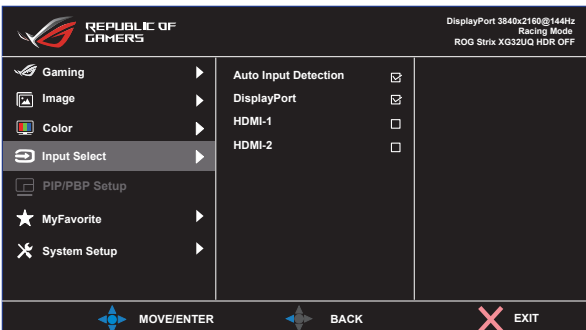 REPUBLIC OF
GAMERS
DisplayPort 3840x2160@144Hz
Racing Mode
ROG Strix XG32UQ HDR OFF
Gaming
Image
Color
Input Select
PIP/PBP Setup
MyFavorite
System Setup
Auto Input Detection
DisplayPort
HDMI-1
HDMI-2
MOVE/ENTER
BACK
EXIT